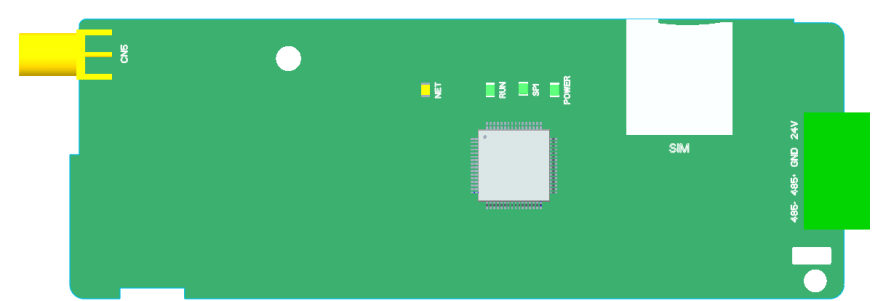 CN5
NET
RUN
SPI
POWER
SIM
24V
GND
485+
485-